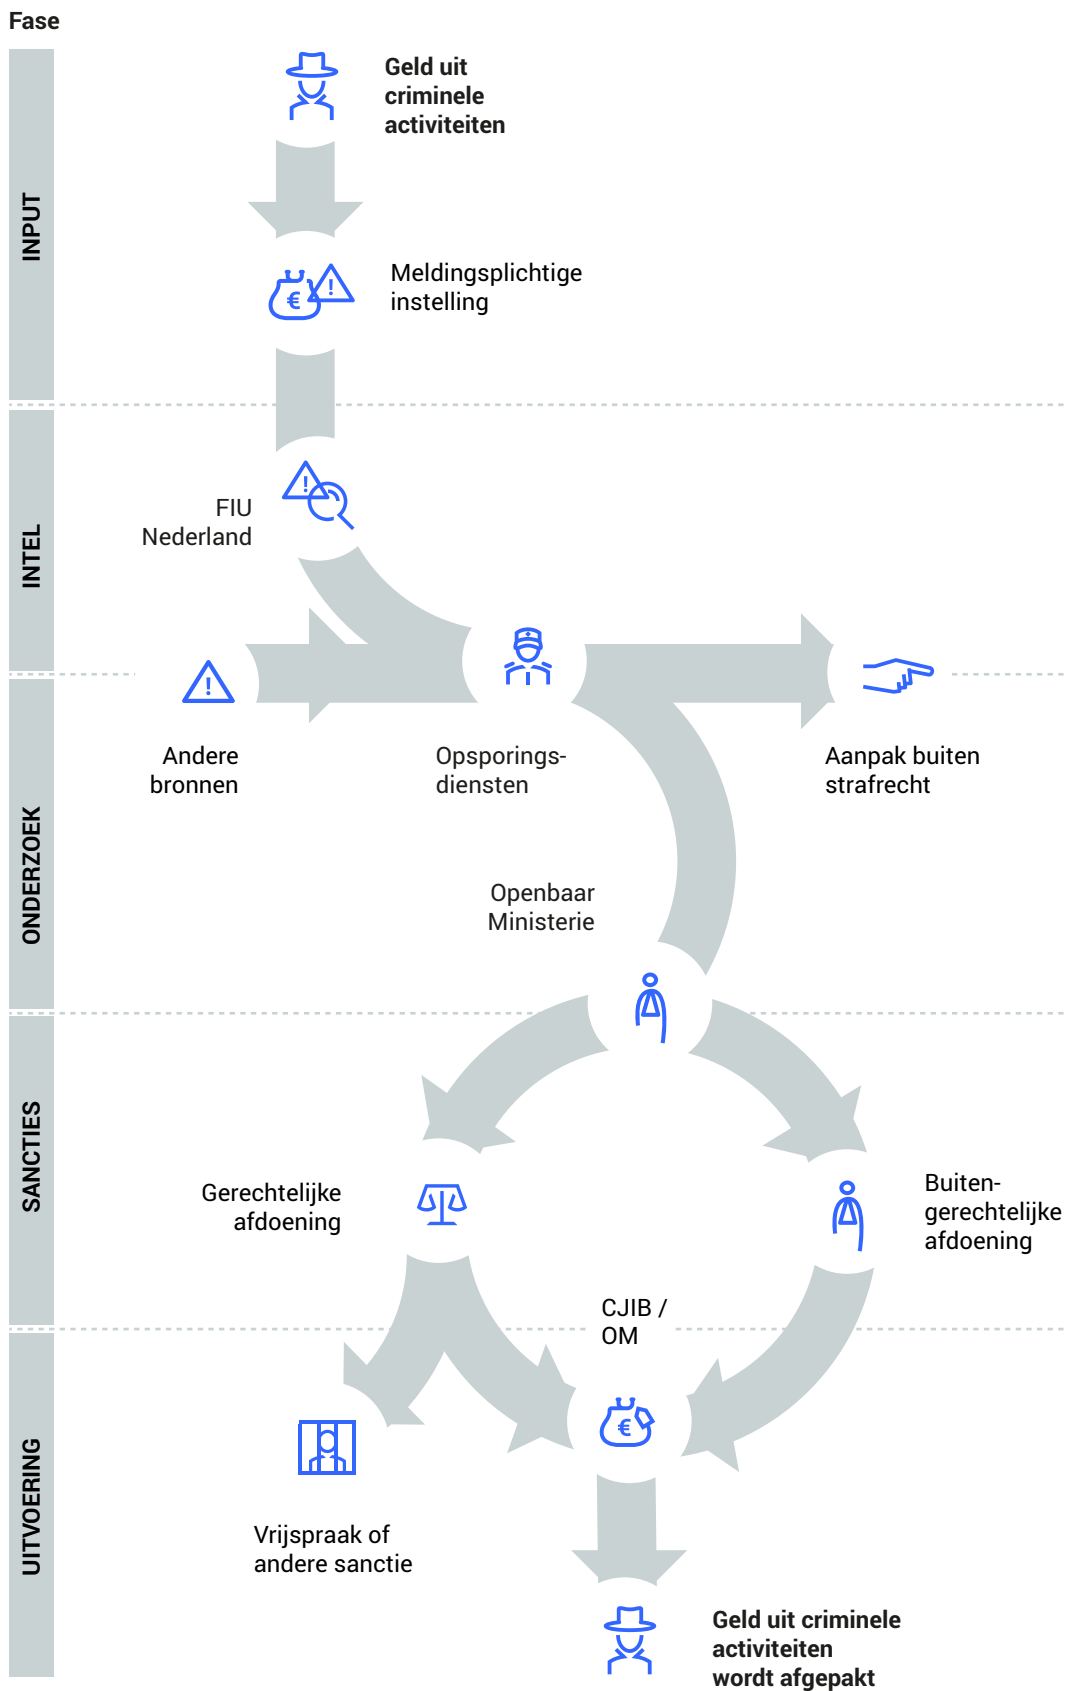 Fase
INPUT
Geld uit
criminele
activiteiten
Meldingsplichtige
instelling
INTEL
FIU
Nederland
ONDERZOEK
Andere
bronnen
Opsporings-
diensten
Aanpak buiten
strafrecht
Openbaar
Ministerie
SANCTIES
Gerechtelijke
afdoening
Buiten-
gerechtelijke
afdoening
CJIB /
OM
UITVOERING
€
€
Vrijspraak of
andere sanctie
Geld uit criminele
activiteiten
wordt afgepakt